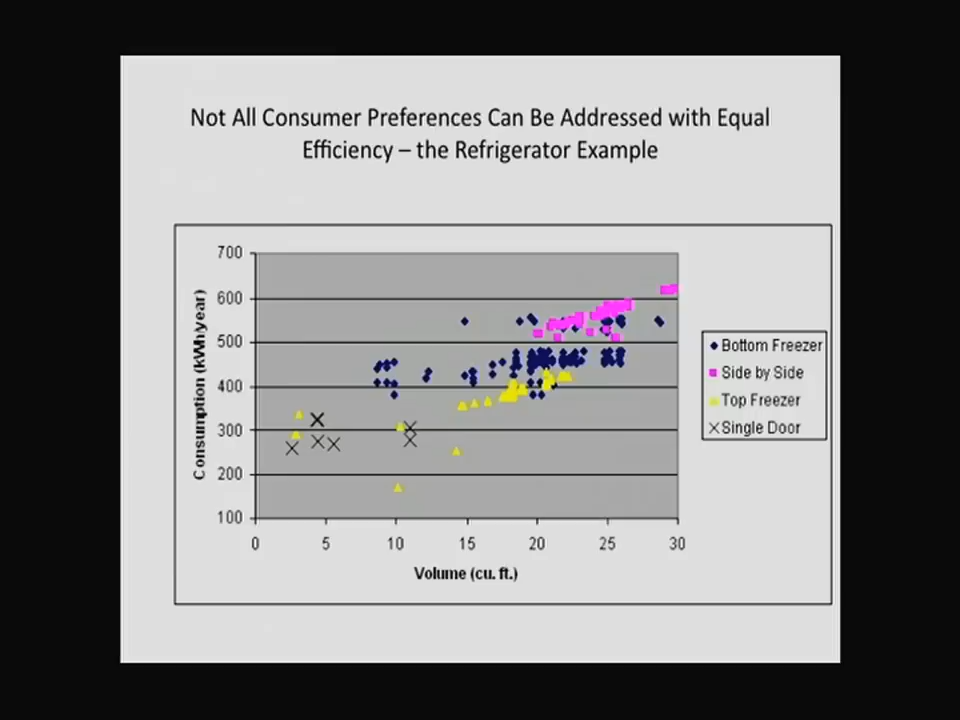 Not All Consumer Preferences Can Be Addressed with Equal
Efficiency – the Refrigerator Example
700
600
500
400
300
200
100
Consumption (kWh/year)
0
5
10
15
20
25
30
Volume (cu. ft.)
Bottom Freezer
Side by Side
Top Freezer
Single Door